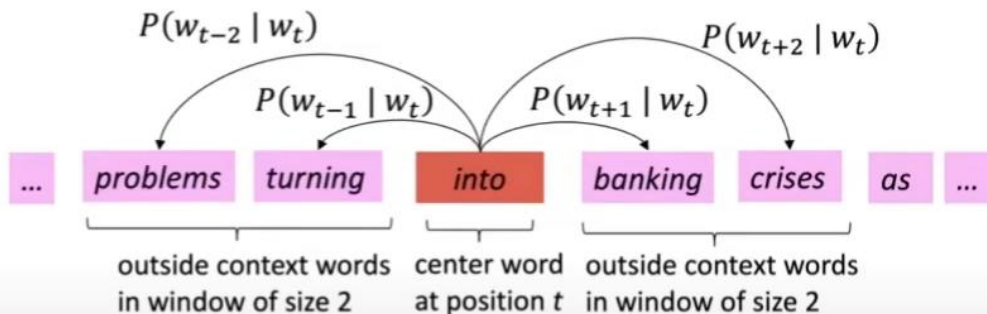 P(w_{t-2} | w_t)
P(w_{t+2} | w_t)
P(w_{t-1} | w_t)
P(w_{t+1} | w_t)
... problems turning into banking crises as ...
outside context words center word outside context words
in window of size 2 at position t in window of size 2